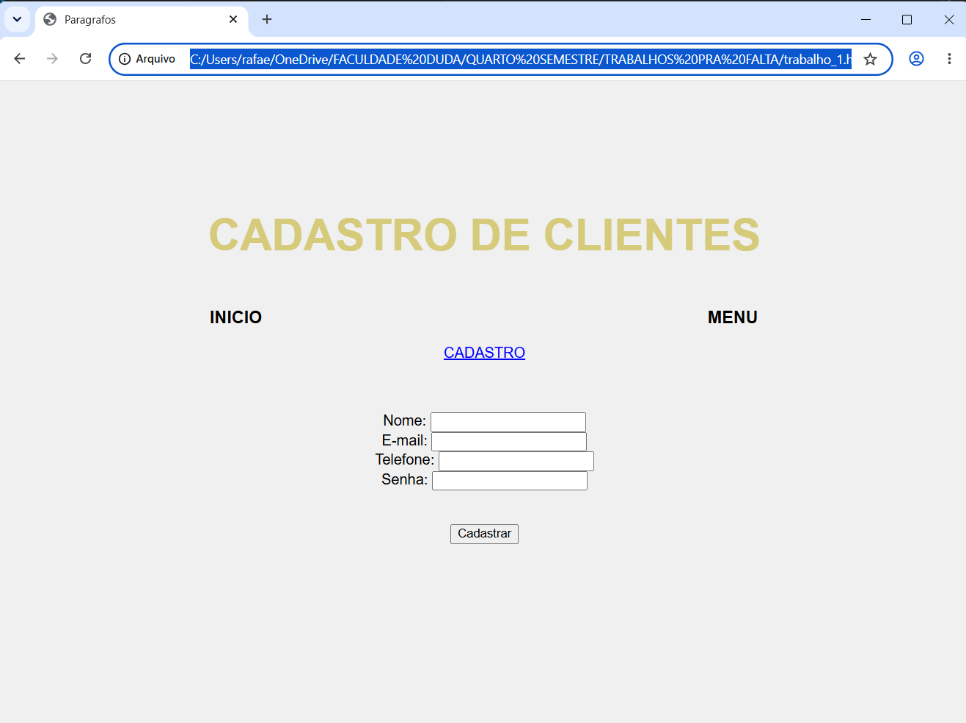 Paragrafos
Arquivo C:/Users/rafae/OneDrive/FACULDADE%20DUDA/QUARTO%20SEMESTRE/TRABALHOS%20PRA%20FALTA/trabalho_1.h
CADASTRO DE CLIENTES
INICIO MENU
CADASTRO
Nome:
E-mail:
Telefone:
Senha:
Cadastrar